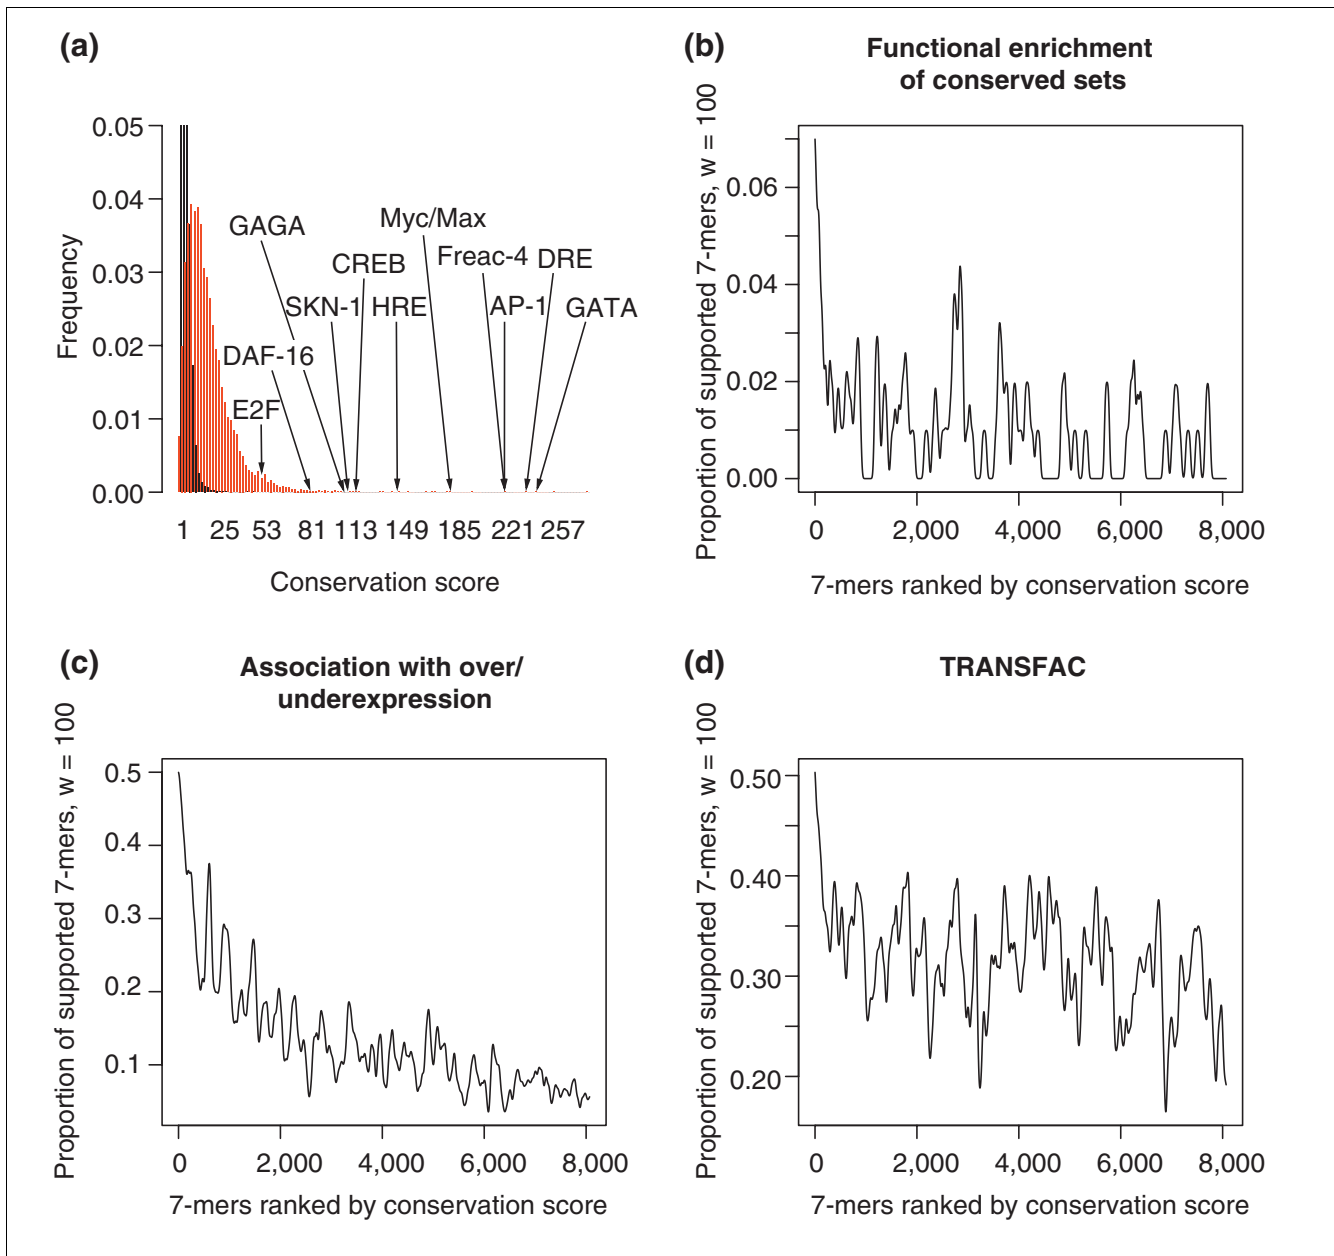 (a)
0.05
0.04
0.03
0.02
0.01
0.00
Frequency
GAGA
Myc/Max
CREB
Freac-4
DRE
SKN-1
HRE
AP-1
GATA
DAF-16
E2F
1 25 53 81 113 149 185 221 257
Conservation score
(b)
Functional enrichment
of conserved sets
Proportion of supported 7-mers, w = 100
0.06
0.04
0.02
0.00
0 2,000 4,000 6,000 8,000
7-mers ranked by conservation score
(c)
Association with over/
underexpression
Proportion of supported 7-mers, w = 100
0.5
0.4
0.3
0.2
0.1
0 2,000 4,000 6,000 8,000
7-mers ranked by conservation score
(d)
TRANSFAC
Proportion of supported 7-mers, w = 100
0.50
0.40
0.30
0.20
0 2,000 4,000 6,000 8,000
7-mers ranked by conservation score